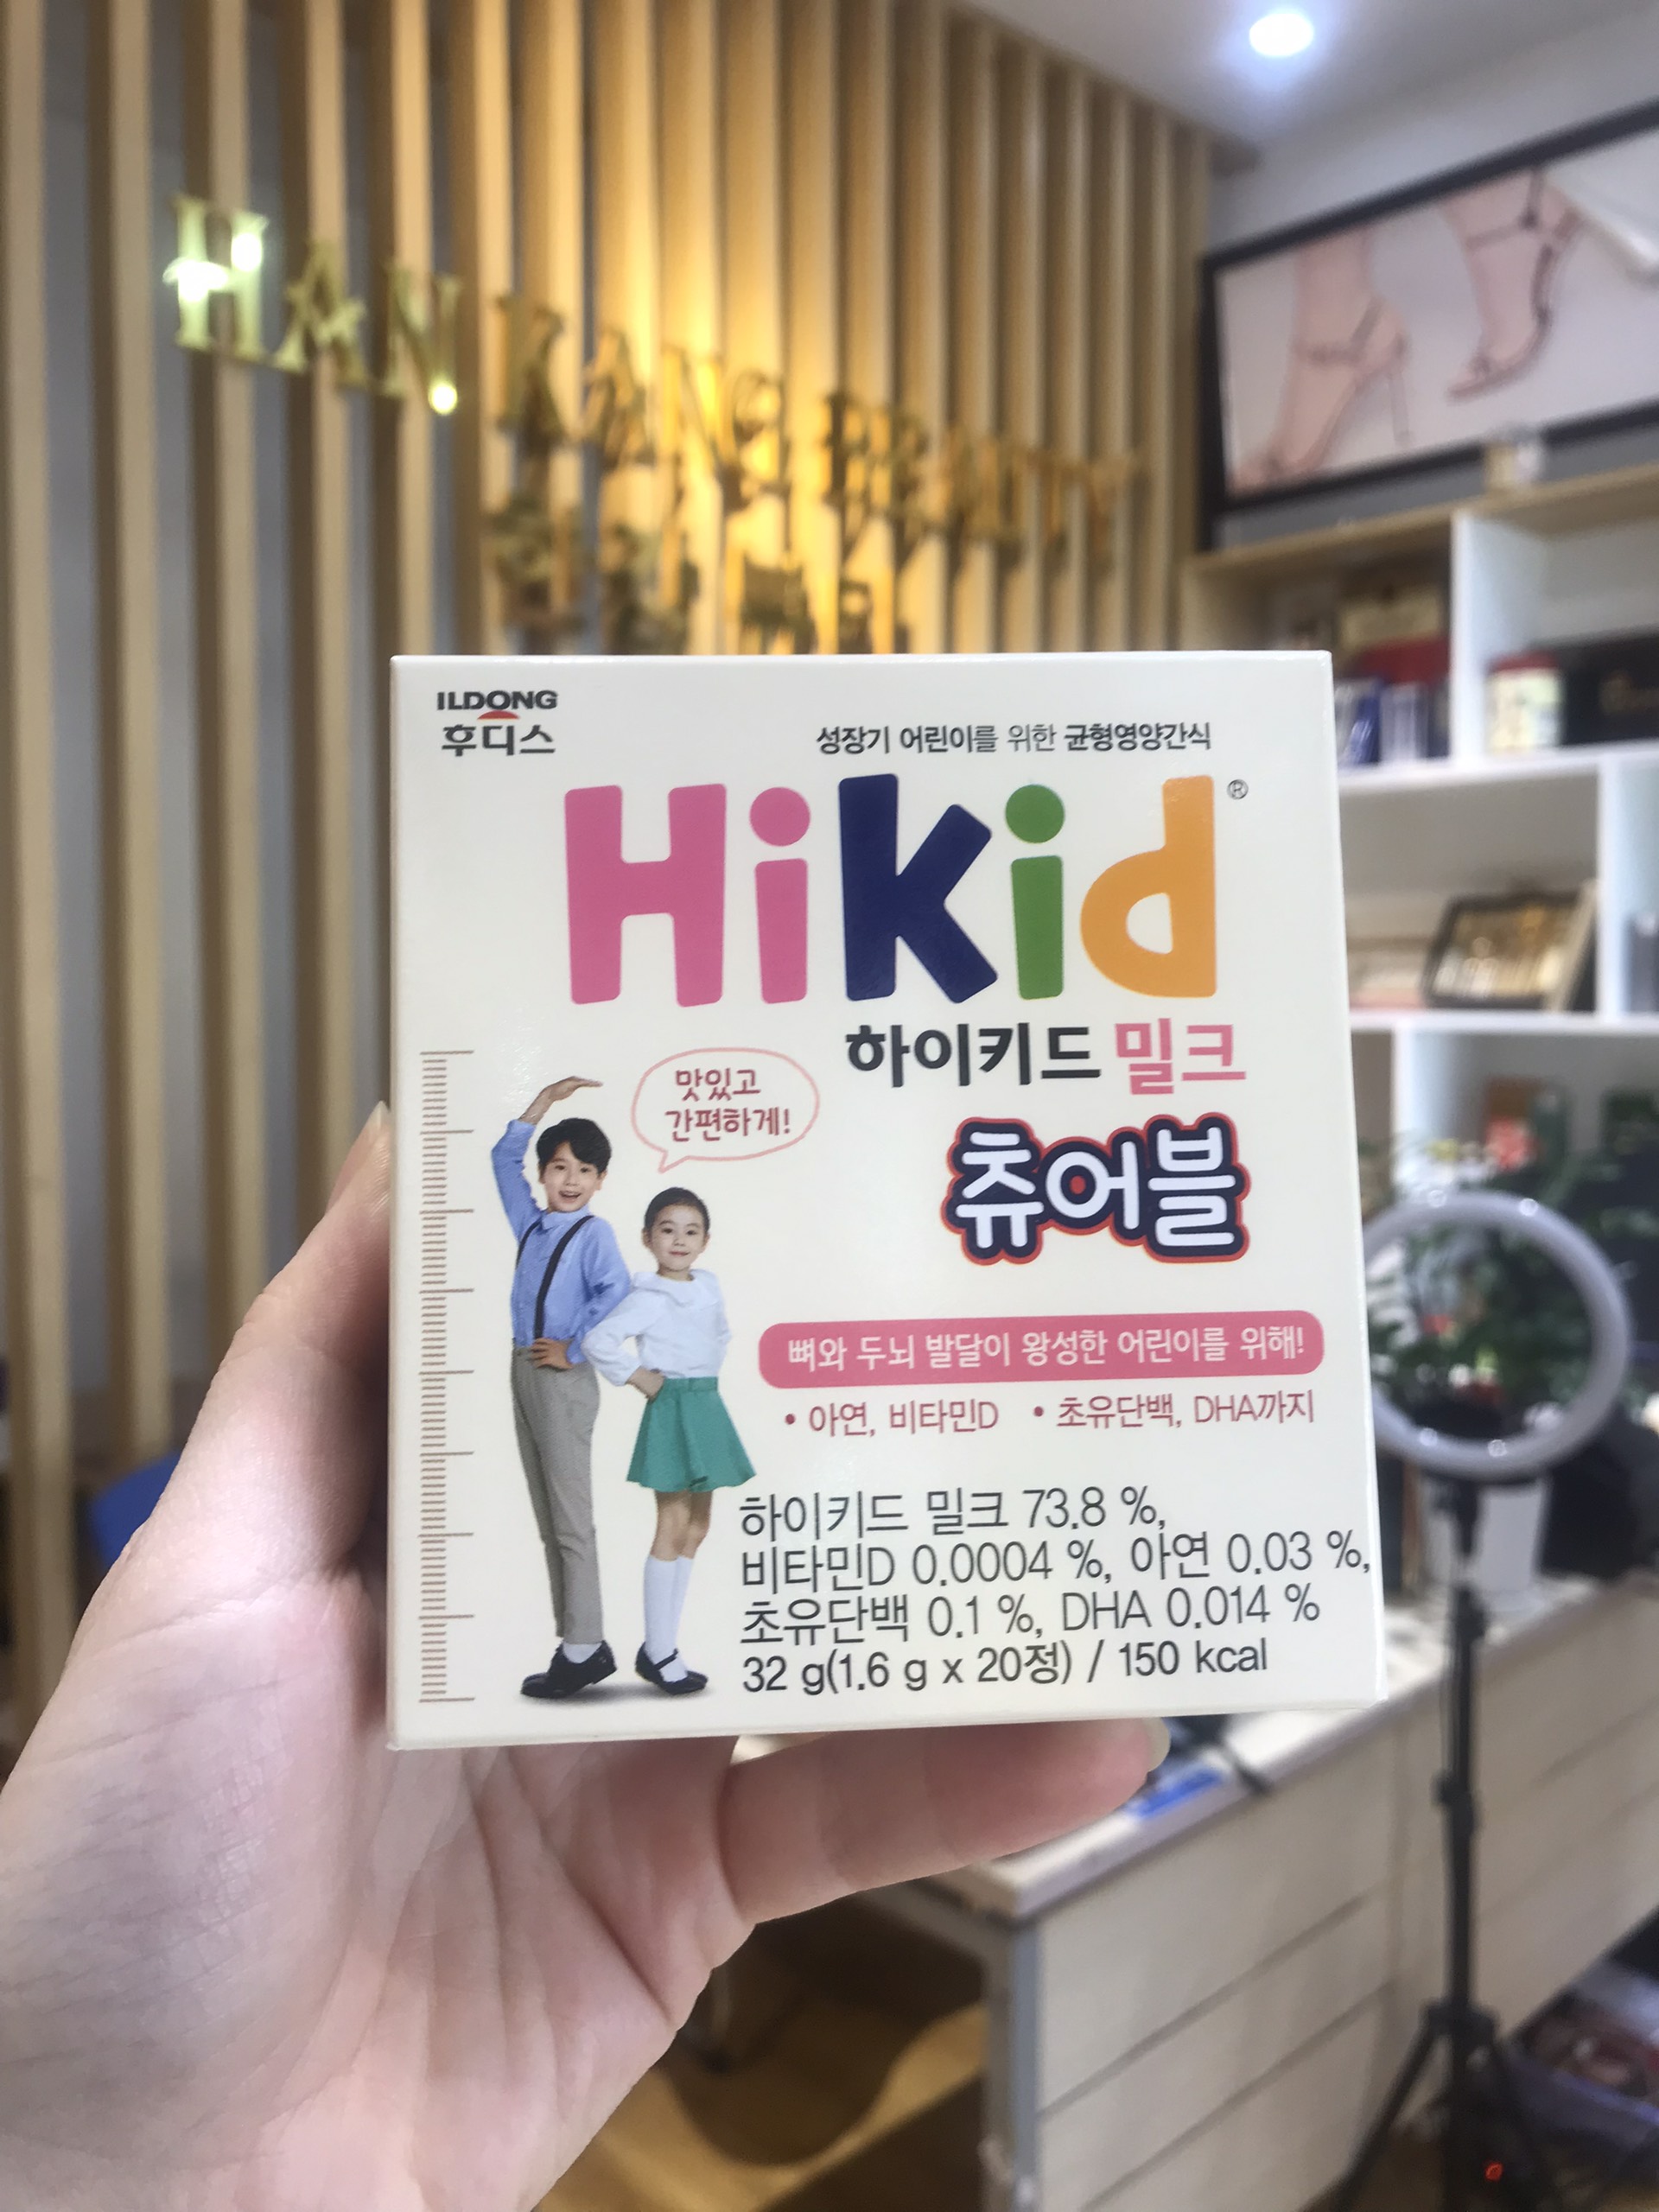 HAN KANG BEAUTY
ILDONG
후디스
성장기 어린이를 위한 균형영양간식
Hikid®
하이키드 밀크
맛있고
간편하게!
츄어블
뼈와 두뇌 발달이 왕성한 어린이를 위해!
• 아연, 비타민D • 초유단백, DHA까지
하이키드 밀크 73.8 %,
비타민D 0.0004 %, 아연 0.03 %,
초유단백 0.1 %, DHA 0.014 %
32 g(1.6 g x 20정) / 150 kcal